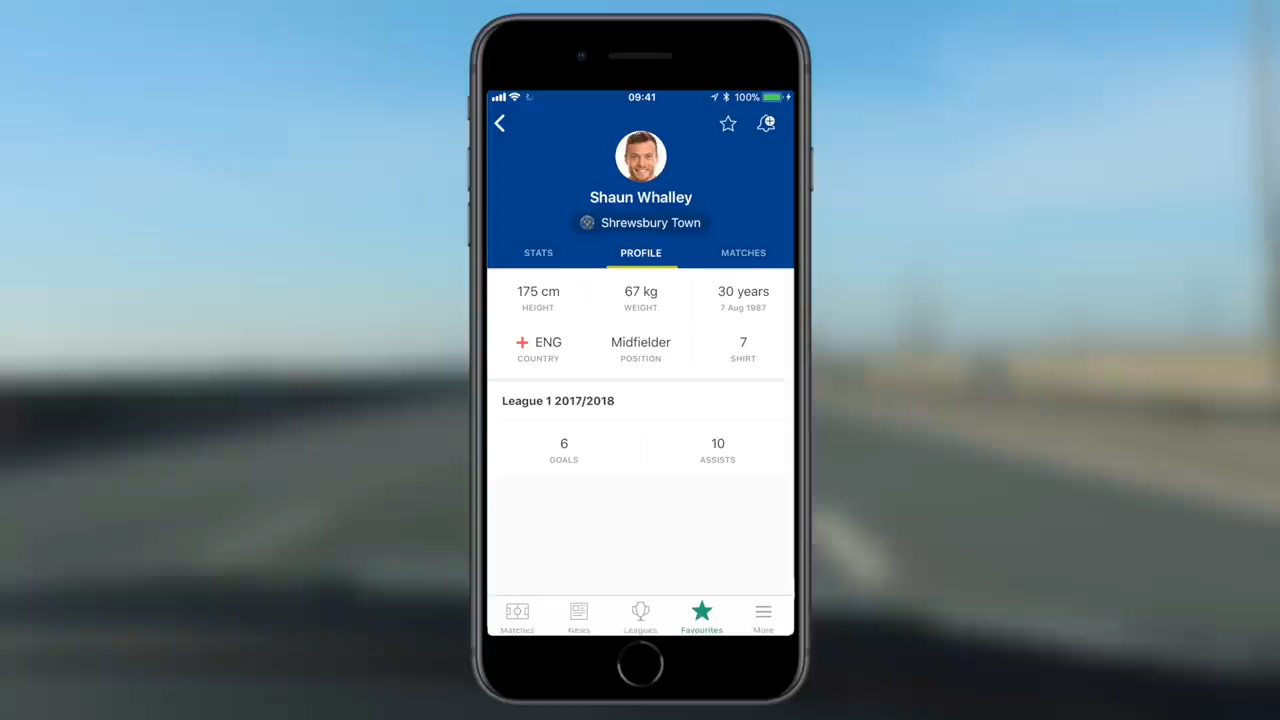 09:41 100%
Shaun Whalley
Shrewsbury Town
STATS PROFILE MATCHES
175 cm 67 kg 30 years
HEIGHT WEIGHT 7 Aug 1987
ENG Midfielder 7
COUNTRY POSITION SHIRT
League 1 2017/2018
6 10
GOALS ASSISTS
Matches News Leagues Favourites More